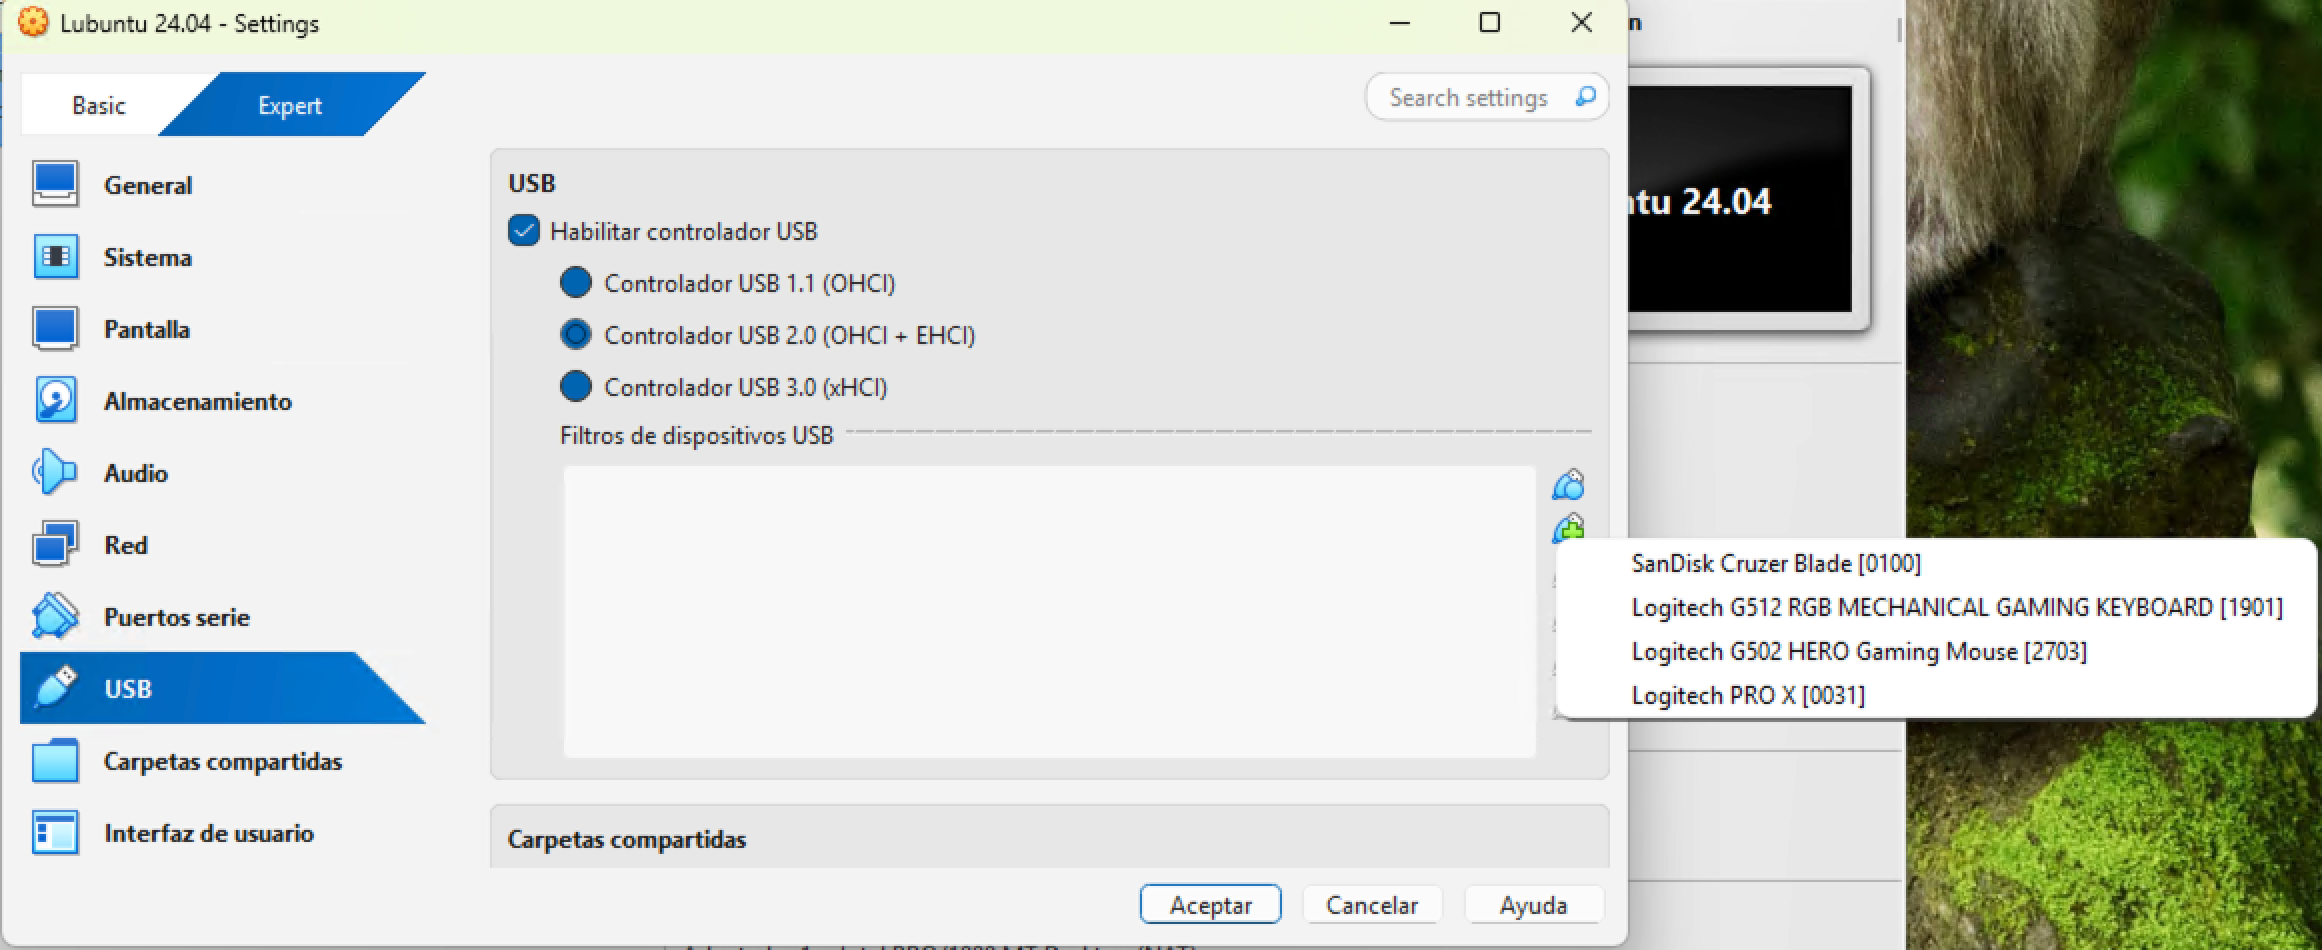 Lubuntu 24.04 - Settings
Basic
Expert
Search settings
General
Sistema
Pantalla
Almacenamiento
Audio
Red
Puertos serie
USB
Carpetas compartidas
Interfaz de usuario
USB
Habilitar controlador USB
Controlador USB 1.1 (OHCI)
Controlador USB 2.0 (OHCI + EHCI)
Controlador USB 3.0 (xHCI)
Filtros de dispositivos USB
SanDisk Cruzer Blade [0100]
Logitech G512 RGB MECHANICAL GAMING KEYBOARD [1901]
Logitech G502 HERO Gaming Mouse [2703]
Logitech PRO X [0031]
Carpetas compartidas
Aceptar
Cancelar
Ayuda
n
ntu 24.04